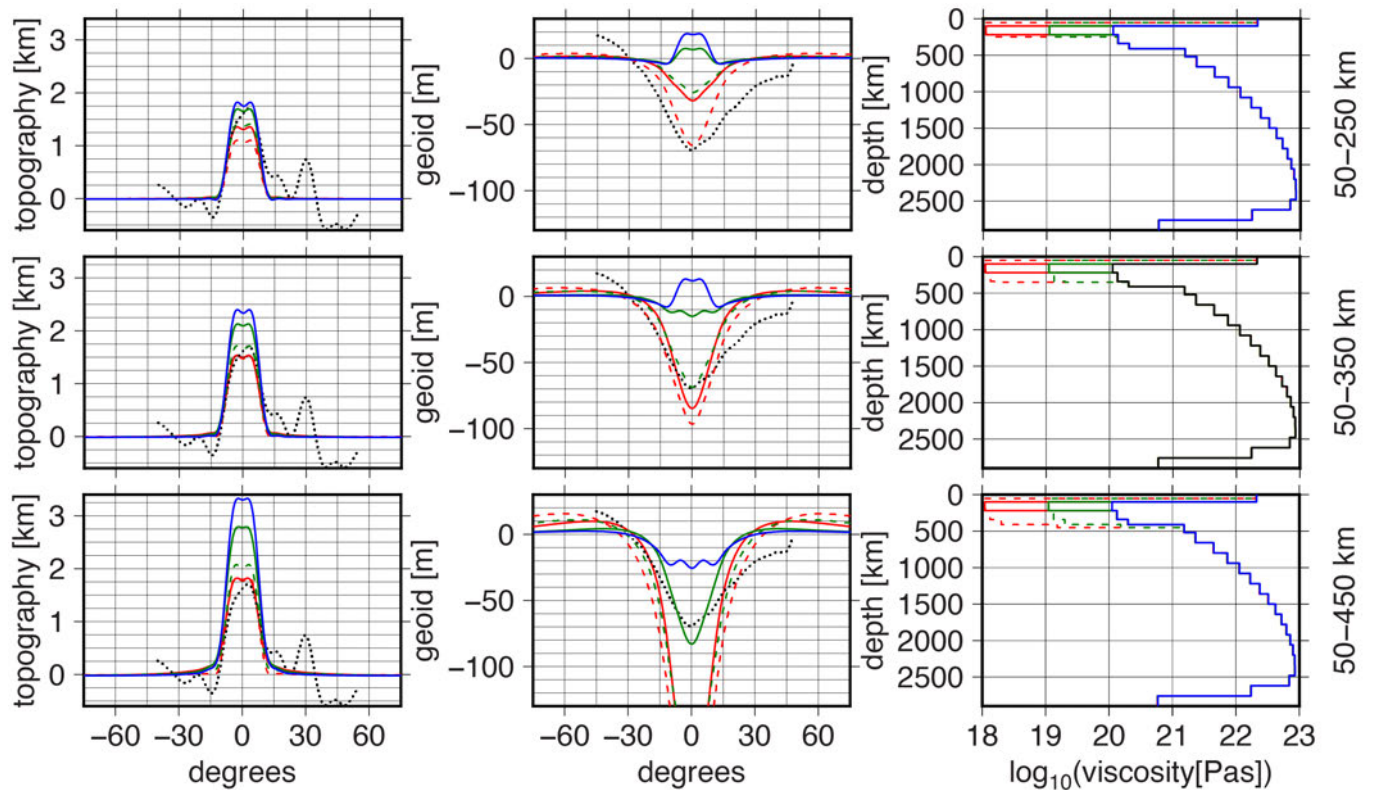 topography [km]
3
2
1
0
geoid [m]
0
−50
−100
depth [km]
0
500
1000
1500
2000
2500
50−250 km
topography [km]
3
2
1
0
geoid [m]
0
−50
−100
depth [km]
0
500
1000
1500
2000
2500
50−350 km
topography [km]
3
2
1
0
geoid [m]
0
−50
−100
depth [km]
0
500
1000
1500
2000
2500
50−450 km
−60 −30 0 30 60
−60 −30 0 30 60
18 19 20 21 22 23
degrees
degrees
log10(viscosity[Pas])